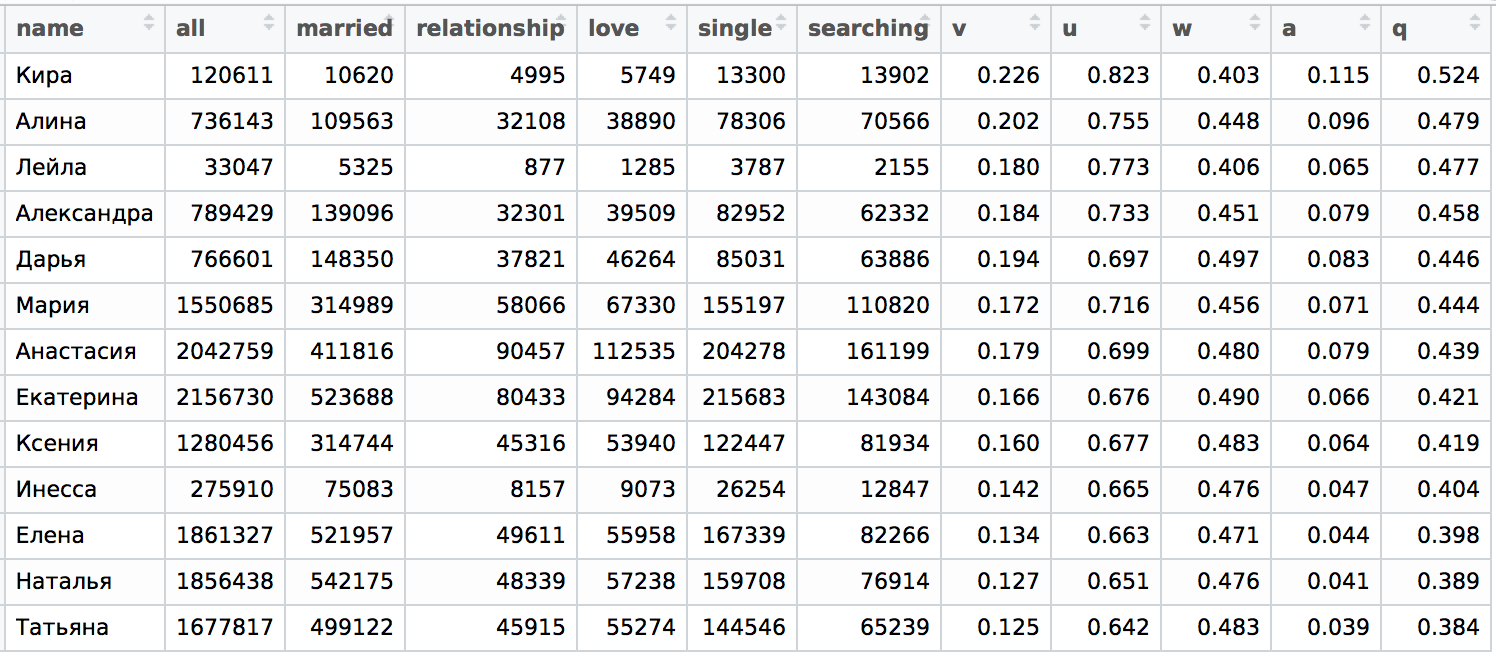 name all married relationship love single searching v u w a q
Кира 120611 10620 4995 5749 13300 13902 0.226 0.823 0.403 0.115 0.524
Алина 736143 109563 32108 38890 78306 70566 0.202 0.755 0.448 0.096 0.479
Лейла 33047 5325 877 1285 3787 2155 0.180 0.773 0.406 0.065 0.477
Александра 789429 139096 32301 39509 82952 62332 0.184 0.733 0.451 0.079 0.458
Дарья 766601 148350 37821 46264 85031 63886 0.194 0.697 0.497 0.083 0.446
Мария 1550685 314989 58066 67330 155197 110820 0.172 0.716 0.456 0.071 0.444
Анастасия 2042759 411816 90457 112535 204278 161199 0.179 0.699 0.480 0.079 0.439
Екатерина 2156730 523688 80433 94284 215683 143084 0.166 0.676 0.490 0.066 0.421
Ксения 1280456 314744 45316 53940 122447 81934 0.160 0.677 0.483 0.064 0.419
Инесса 275910 75083 8157 9073 26254 12847 0.142 0.665 0.476 0.047 0.404
Елена 1861327 521957 49611 55958 167339 82266 0.134 0.663 0.471 0.044 0.398
Наталья 1856438 542175 48339 57238 159708 76914 0.127 0.651 0.476 0.041 0.389
Татьяна 1677817 499122 45915 55274 144546 65239 0.125 0.642 0.483 0.039 0.384